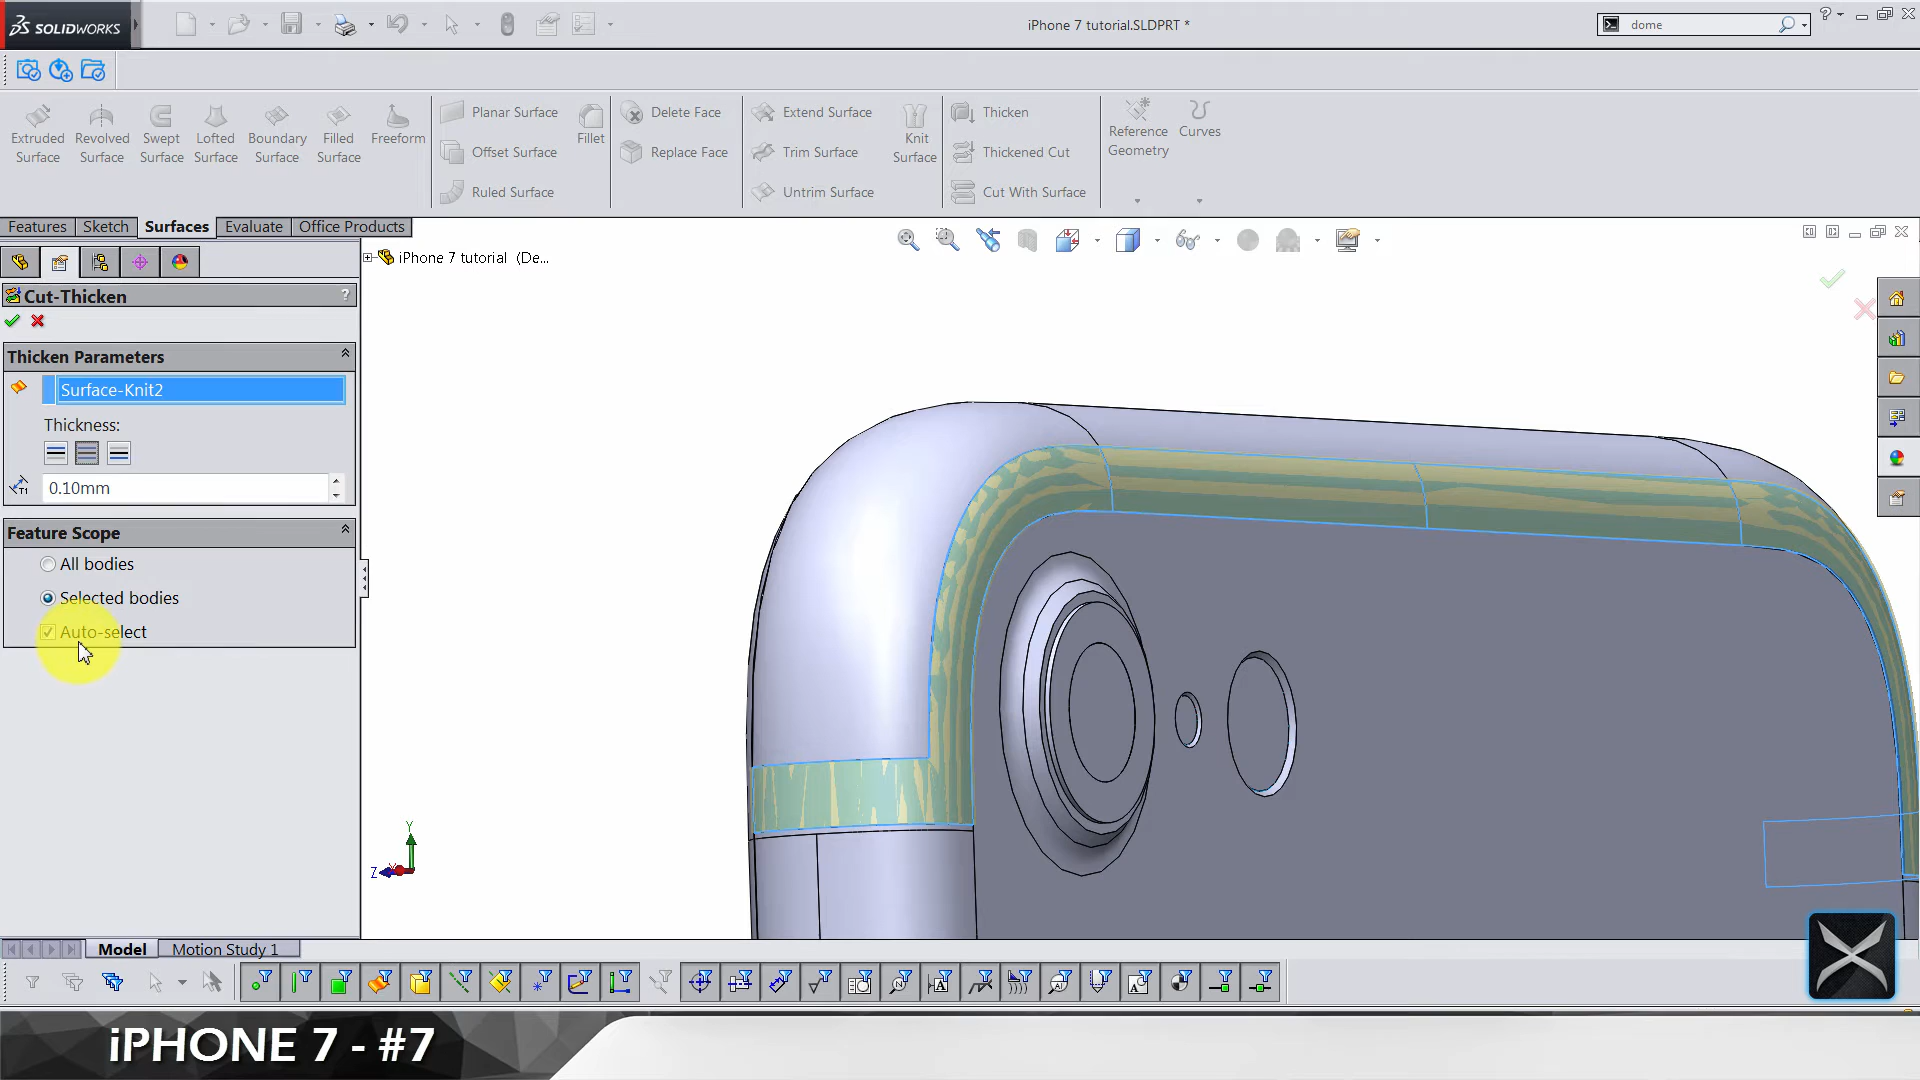 SOLIDWORKS
iPhone 7 tutorial.SLDPRT *
dome
Extruded Surface
Revolved Surface
Swept Surface
Lofted Surface
Boundary Surface
Filled Surface
Freeform
Planar Surface
Offset Surface
Ruled Surface
Fillet
Delete Face
Replace Face
Extend Surface
Trim Surface
Untrim Surface
Knit Surface
Thicken
Thickened Cut
Cut With Surface
Reference Geometry
Curves
Features
Sketch
Surfaces
Evaluate
Office Products
iPhone 7 tutorial (De...
Cut-Thicken
?
Thicken Parameters
Surface-Knit2
Thickness:
0.10mm
Feature Scope
All bodies
Selected bodies
Auto-select
Y
Z
Model
Motion Study 1
iPHONE 7 - #7